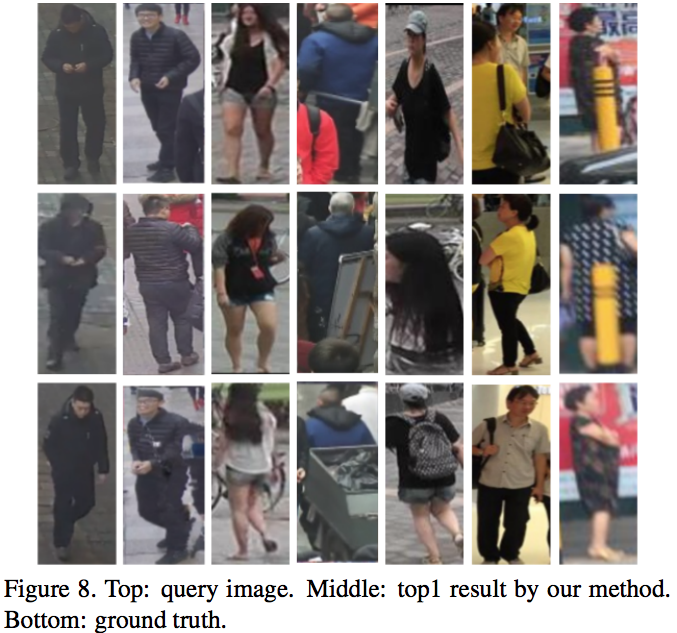 Figure 8. Top: query image. Middle: top1 result by our method.
Bottom: ground truth.